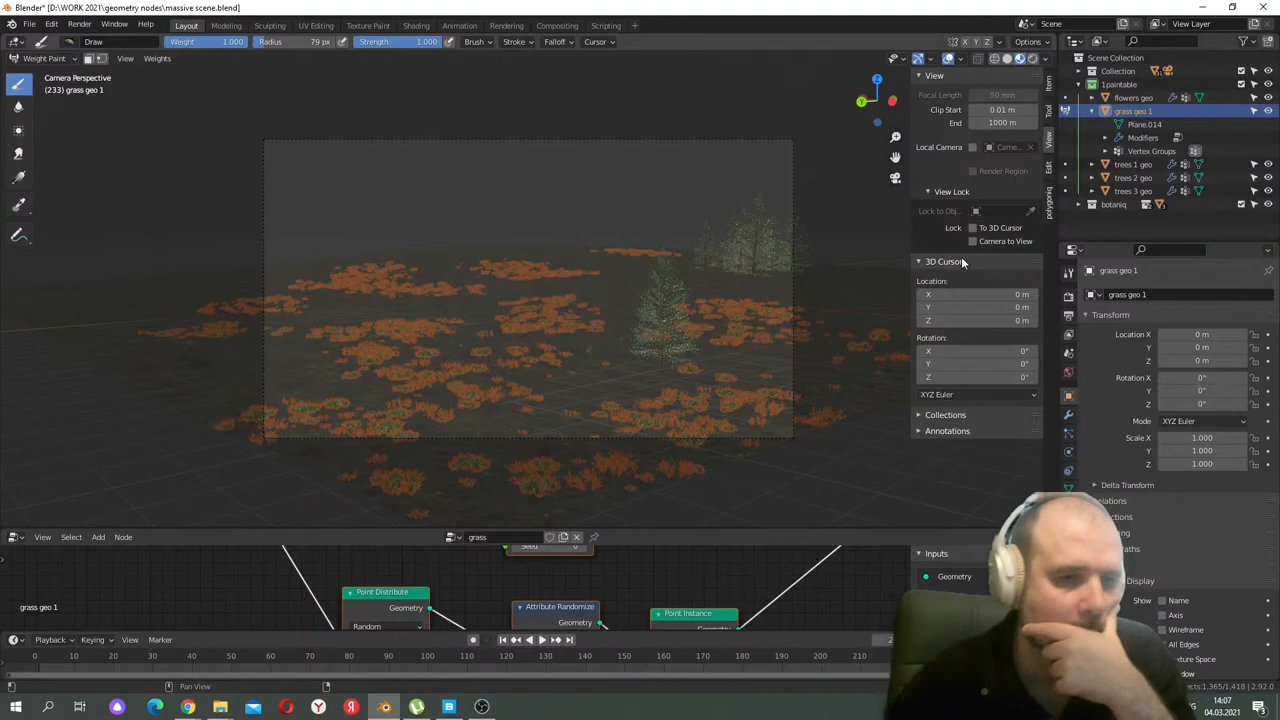 Blender* [D:\WORK 2021\geometry nodes\massive scene.blend]
File Edit Render Window Help Layout Modeling Sculpting UV Editing Texture Paint Shading Animation Rendering Compositing Scripting + Scene View Layer
Draw Weight 1.000 Radius 79 px Strength 1.000 Brush Stroke Falloff Cursor X Y Z Options
Weight Paint View Weights
Camera Perspective
(233) grass geo 1
Z
Y
View
Focal Length 50 mm
Clip Start 0.01 m
End 1000 m
Local Camera Came...
Render Region
View Lock
Lock to Obj...
Lock To 3D Cursor
Camera to View
3D Cursor
Location:
X 0 m
Y 0 m
Z 0 m
Rotation:
X 0°
Y 0°
Z 0°
XYZ Euler
Collections
Annotations
Item
Tool
View
Edit
polygoniq
Scene Collection
Collection
1paintable
flowers geo
grass geo 1
Plane.014
Modifiers
Vertex Groups
trees 1 geo
trees 2 geo
trees 3 geo
botaniq
grass geo 1
grass geo 1
Transform
Location X 0 m
Y 0 m
Z 0 m
Rotation X 0°
Y 0°
Z 0°
Mode XYZ Euler
Scale X 1.000
Y 1.000
Z 1.000
Delta Transform
Relations
Display
Show Name
Axis
Wireframe
All Edges
View Select Add Node grass
Seed 0
Point Distribute
Geometry
Random
Attribute Randomize
Geometry
Point Instance
Geometry
grass geo 1
Inputs
Geometry
Playback Keying View Marker
0 10 20 30 40 50 60 70 80 90 100 110 120 130 140 150 160 170 180 190 200 210
Pan View
14:07
04.03.2021